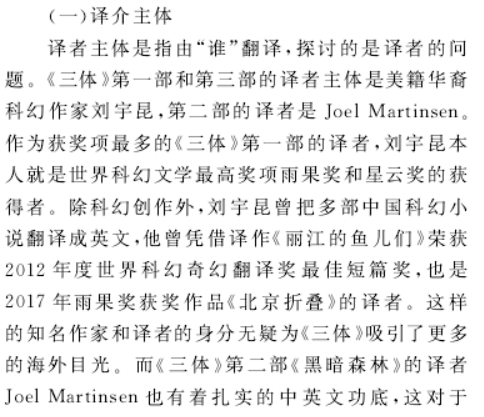 (一)译介主体
译者主体是指由“谁”翻译,探讨的是译者的问
题。《三体》第一部和第三部的译者主体是美籍华裔
科幻作家刘宇昆,第二部的译者是 Joel Martinsen。
作为获奖项最多的《三体》第一部的译者,刘宇昆本
人就是世界科幻文学最高奖项雨果奖和星云奖的获
得者。除科幻创作外,刘宇昆曾把多部中国科幻小
说翻译成英文,他曾凭借译作《丽江的鱼儿们》荣获
2012 年度世界科幻奇幻翻译奖最佳短篇奖,也是
2017 年雨果奖获奖作品《北京折叠》的译者。这样
的知名作家和译者的身分无疑为《三体》吸引了更多
的海外目光。而《三体》第二部《黑暗森林》的译者
Joel Martinsen 也有着扎实的中英文功底,这对于